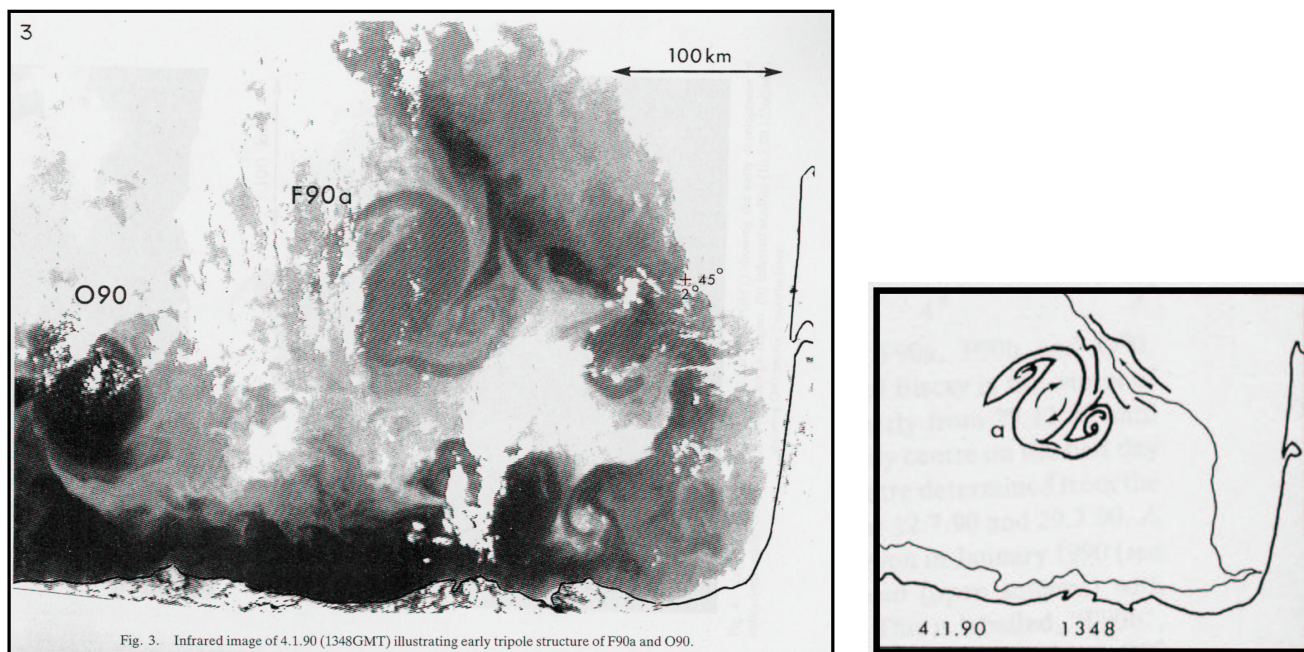 3
100 km
F90a
45°
2°
O90
Fig. 3. Infrared image of 4.1.90 (1348GMT) illustrating early tripole structure of F90a and O90.
4°
a
4.1.90 1348